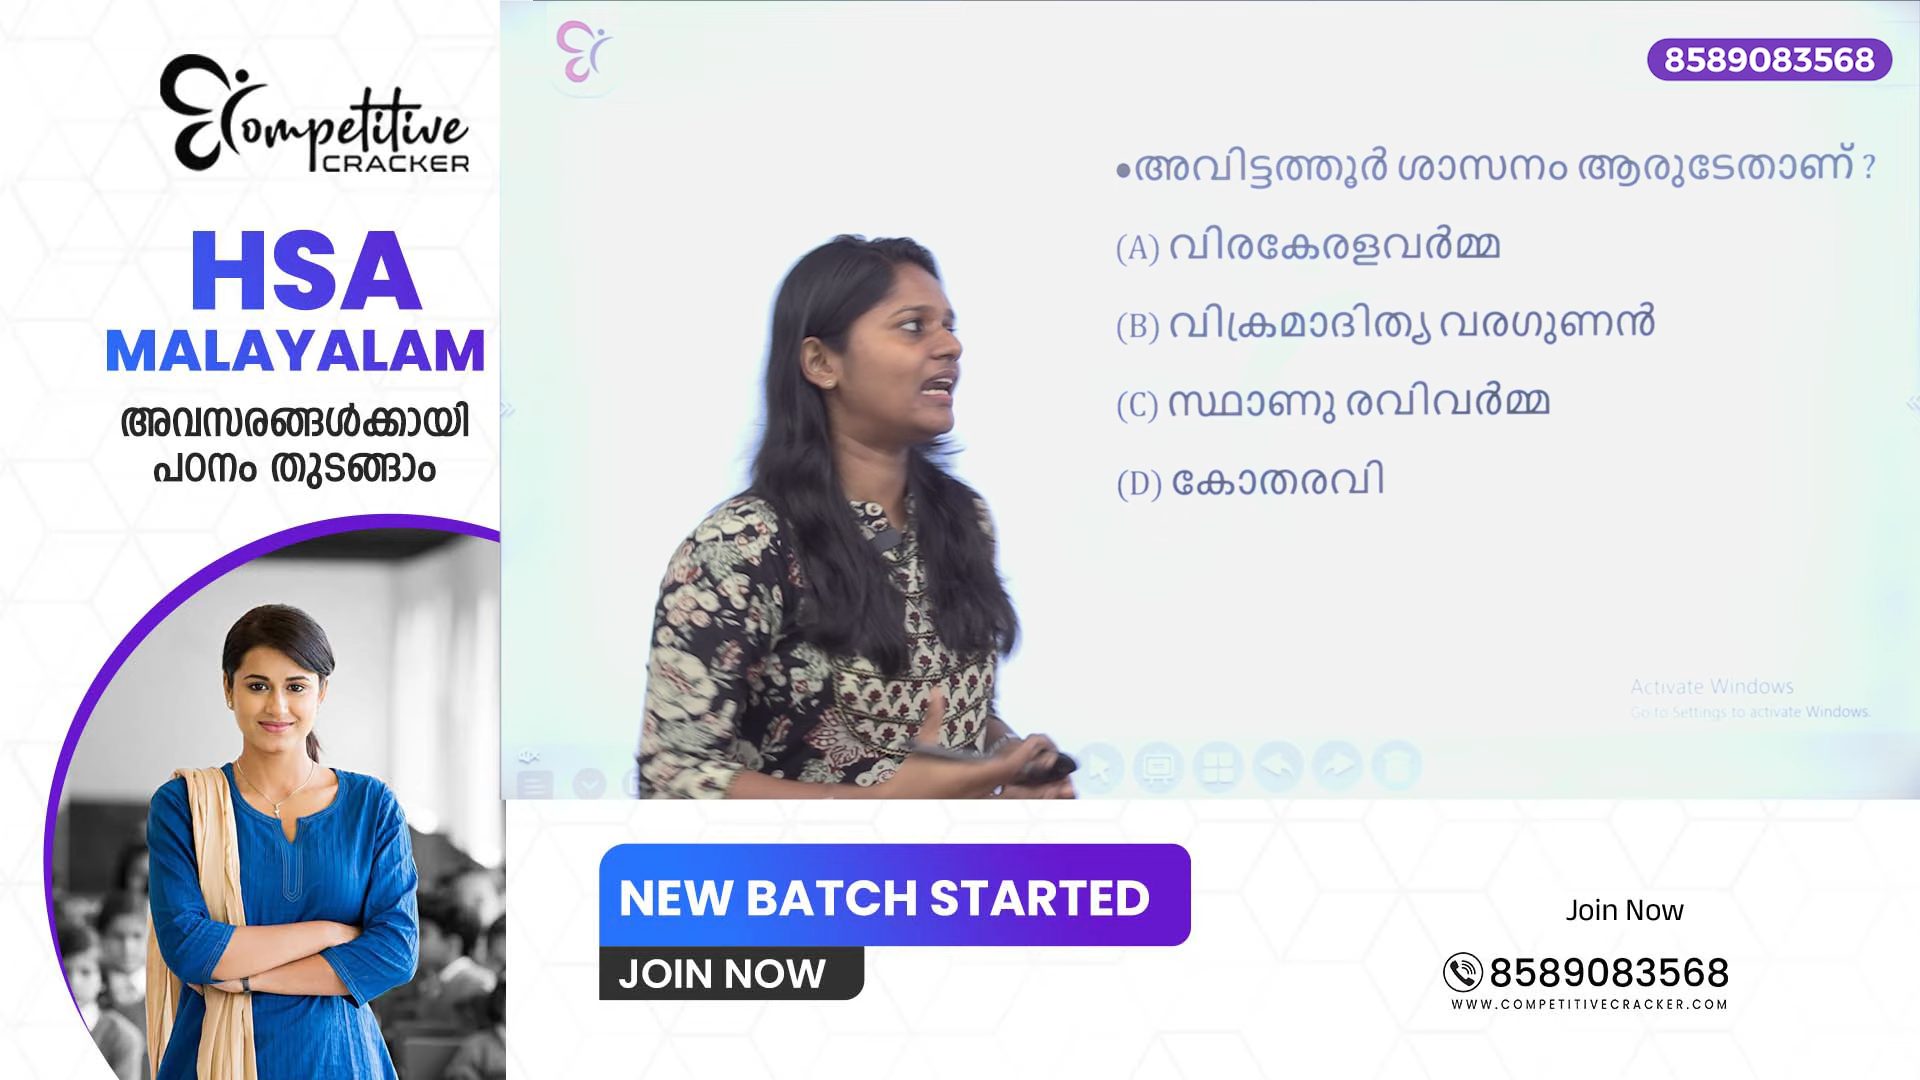 Competitive
CRACKER
HSA
MALAYALAM
അവസരങ്ങൾക്കായി
പഠനം തുടങ്ങാം
8589083568
•അവിട്ടത്തൂർ ശാസനം ആരുടേതാണ് ?
(A) വിരകേരളവർമ്മ
(B) വിക്രമാദിത്യ വരഗുണൻ
(C) സ്ഥാണു രവിവർമ്മ
(D) കോതരവി
Activate Windows
Go to Settings to activate Windows.
NEW BATCH STARTED
JOIN NOW
Join Now
8589083568
WWW.COMPETITIVECRACKER.COM